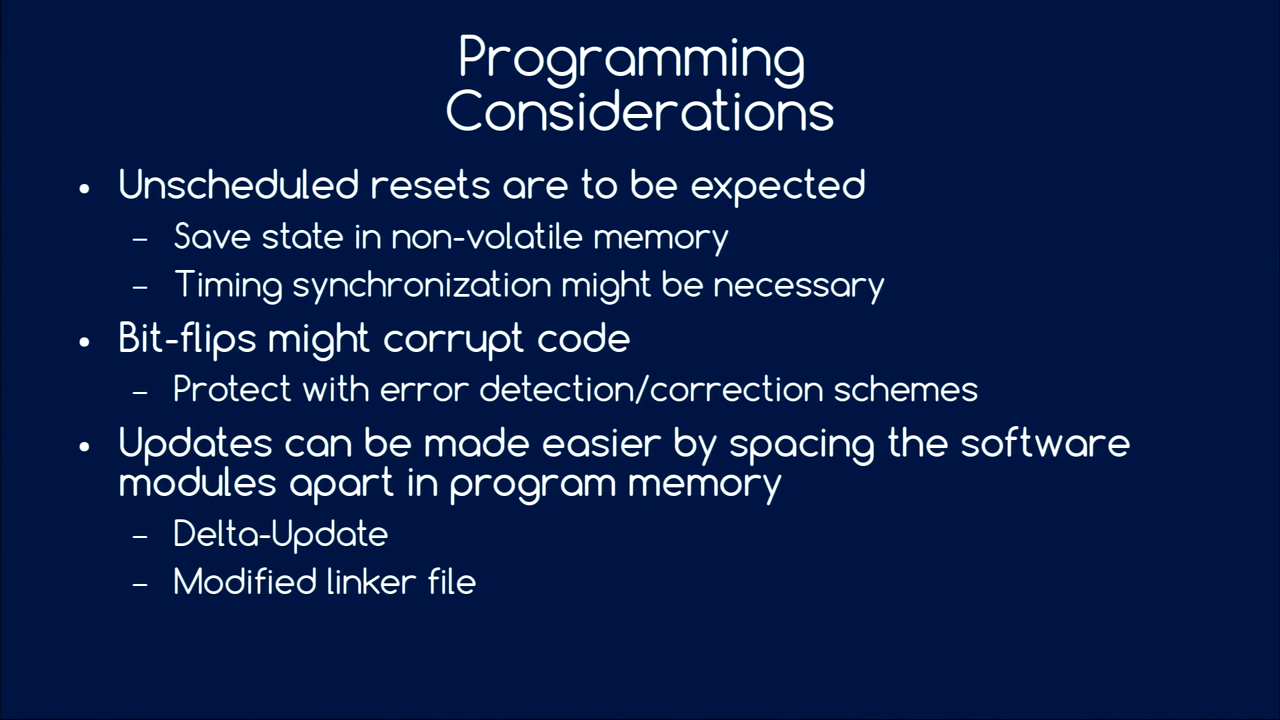 Programming
Considerations
• Unscheduled resets are to be expected
– Save state in non-volatile memory
– Timing synchronization might be necessary
• Bit-flips might corrupt code
– Protect with error detection/correction schemes
• Updates can be made easier by spacing the software
modules apart in program memory
– Delta-Update
– Modified linker file